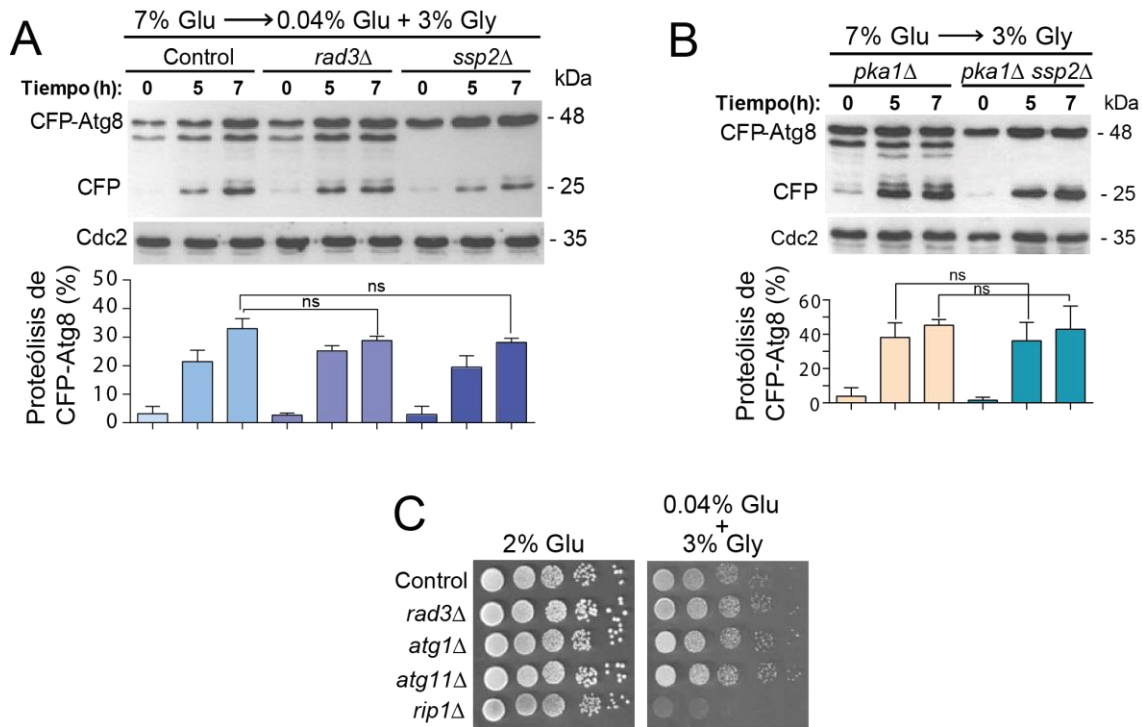 A
7% Glu → 0.04% Glu + 3% Gly
Control rad3Δ ssp2Δ
kDa
Tiempo (h): 0 5 7 0 5 7 0 5 7
CFP-Atg8 - 48
CFP - 25
Cdc2 - 35
Proteólisis de
CFP-Atg8 (%)
50
40
30
20
10
0
ns
ns
B
7% Glu → 3% Gly
pka1Δ pka1Δ ssp2Δ
Tiempo(h): 0 5 7 0 5 7 kDa
CFP-Atg8 - 48
CFP - 25
Cdc2 - 35
Proteólisis de
CFP-Atg8 (%)
60
40
20
0
ns
ns
C
2% Glu
0.04% Glu
+
3% Gly
Control
rad3Δ
atg1Δ
atg11Δ
rip1Δ